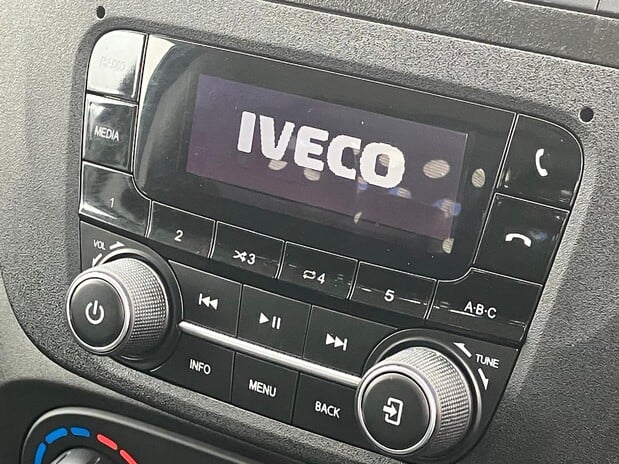 RADIO
IVECO
MEDIA
1
2
3
4
5
A·B·C
VOL
INFO
MENU
BACK
TUNE